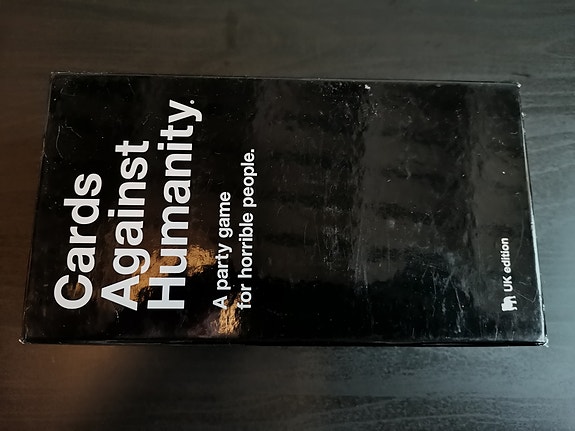 Cards
Against
Humanity.
A party game
for horrible people.
UK edition